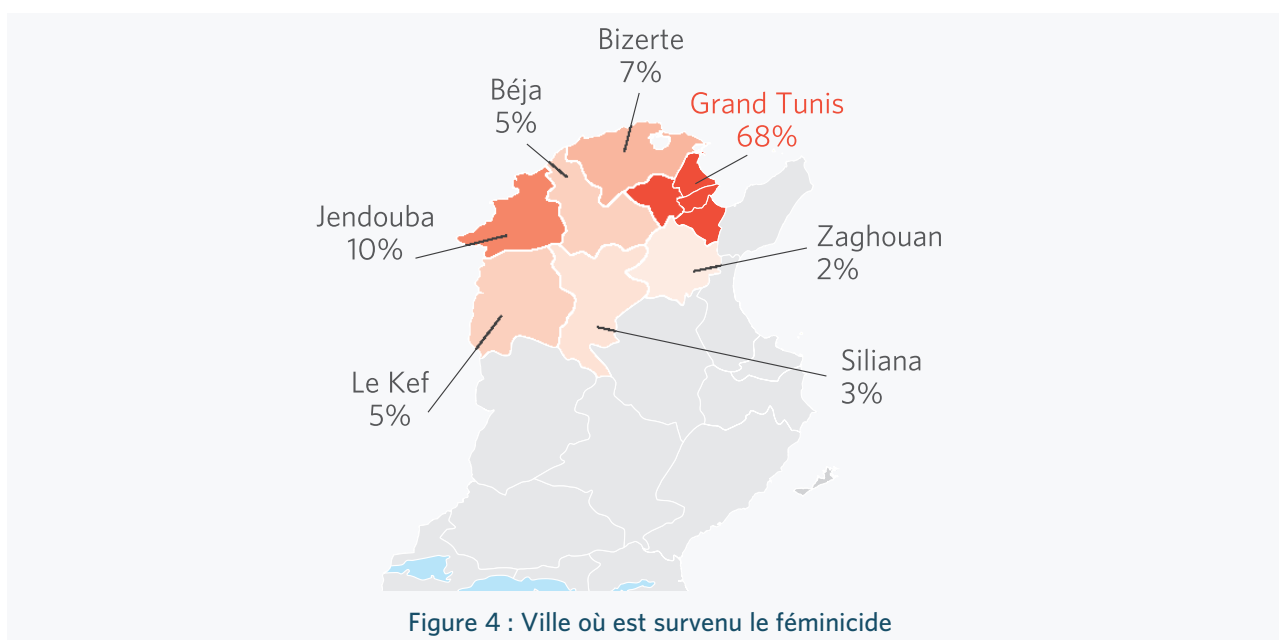 Bizerte
7%
Béja
5%
Grand Tunis
68%
Jendouba
10%
Zaghouan
2%
Siliana
3%
Le Kef
5%
Figure 4 : Ville où est survenu le féminicide